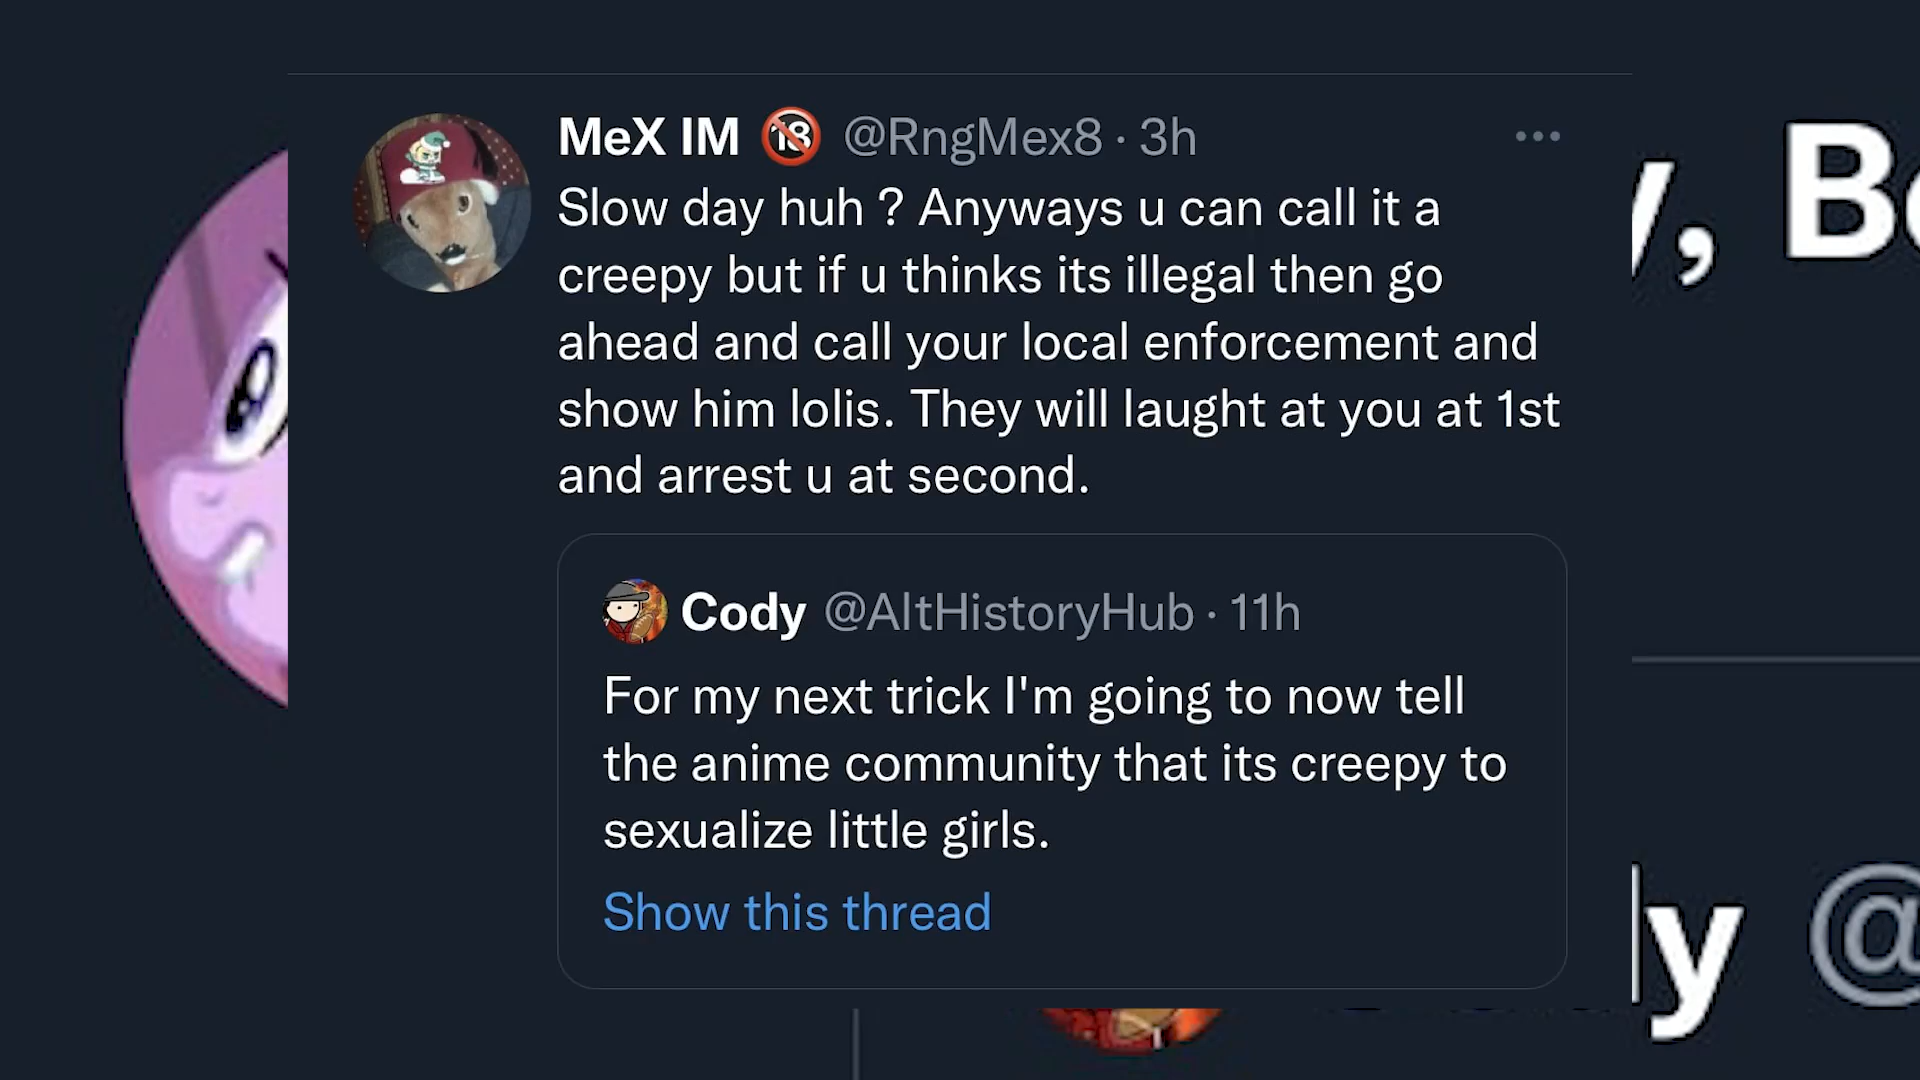 MeX IM 🔞 @RngMex8 · 3h
Slow day huh ? Anyways u can call it a
creepy but if u thinks its illegal then go
ahead and call your local enforcement and
show him lolis. They will laught at you at 1st
and arrest u at second.
Cody @AltHistoryHub · 11h
For my next trick I'm going to now tell
the anime community that its creepy to
sexualize little girls.
Show this thread